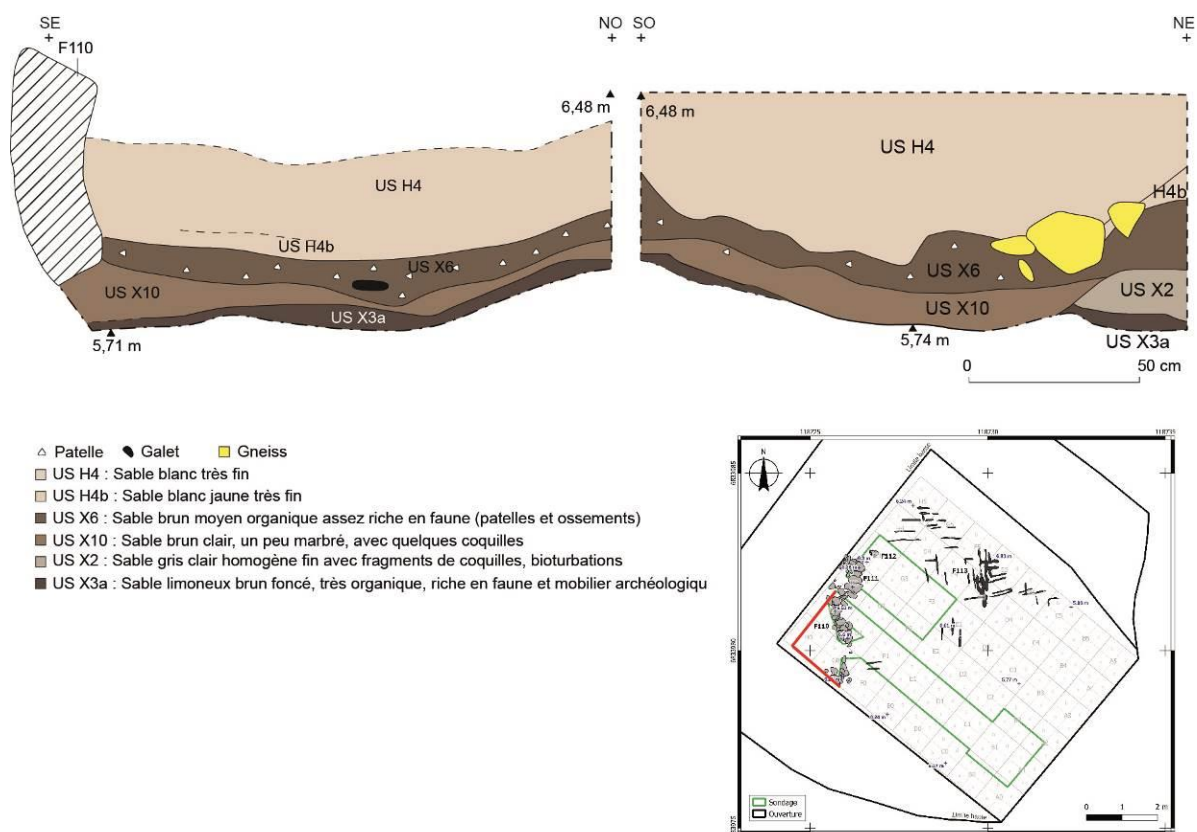 SE
F110
NO
SO
NE
6,48 m
6,48 m
US H4
US H4
H4b
US H4b
US X6
US X6
US X10
US X2
US X10
US X3a
US X3a
5,71 m
5,74 m
0 50 cm
Patelle Galet Gneiss
US H4 : Sable blanc très fin
US H4b : Sable blanc jaune très fin
US X6 : Sable brun moyen organique assez riche en faune (patelles et ossements)
US X10 : Sable brun clair, un peu marbré, avec quelques coquilles
US X2 : Sable gris clair homogène fin avec fragments de coquilles, bioturbations
US X3a : Sable limoneux brun foncé, très organique, riche en faune et mobilier archéologiqu
118725 118730 118735
N
F112
F111
F113
F110
Sondage
Ouverture
0 1 2 m